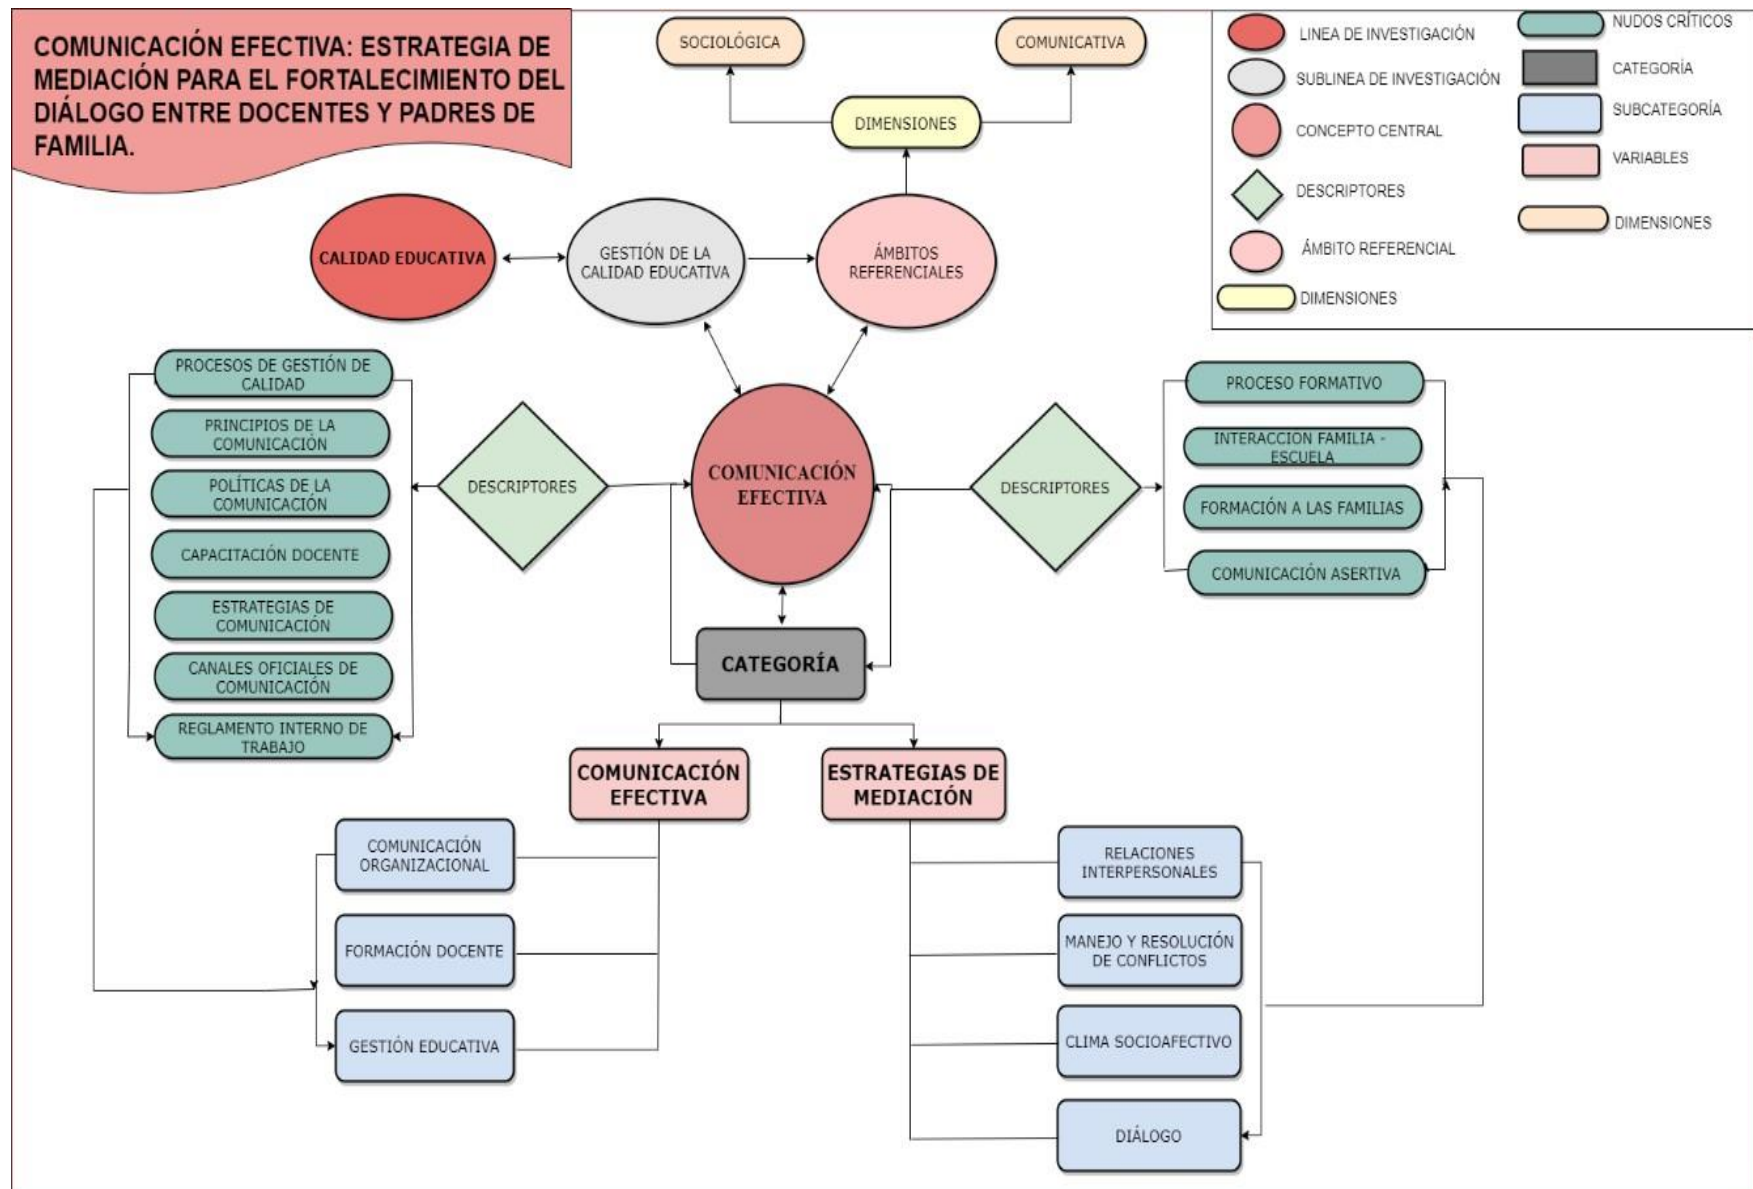 COMUNICACIÓN EFECTIVA: ESTRATEGIA DE
MEDIACIÓN PARA EL FORTALECIMIENTO DEL
DIÁLOGO ENTRE DOCENTES Y PADRES DE
FAMILIA.
SOCIOLÓGICA
COMUNICATIVA
DIMENSIONES
LINEA DE INVESTIGACIÓN
SUBLINEA DE INVESTIGACIÓN
CONCEPTO CENTRAL
DESCRIPTORES
ÁMBITO REFERENCIAL
DIMENSIONES
NUDOS CRÍTICOS
CATEGORÍA
SUBCATEGORÍA
VARIABLES
DIMENSIONES
CALIDAD EDUCATIVA
GESTIÓN DE LA
CALIDAD EDUCATIVA
ÁMBITOS
REFERENCIALES
PROCESOS DE GESTIÓN DE
CALIDAD
PRINCIPIOS DE LA
COMUNICACIÓN
POLÍTICAS DE LA
COMUNICACIÓN
CAPACITACIÓN DOCENTE
ESTRATEGIAS DE
COMUNICACIÓN
CANALES OFICIALES DE
COMUNICACIÓN
REGLAMENTO INTERNO DE
TRABAJO
DESCRIPTORES
COMUNICACIÓN
EFECTIVA
DESCRIPTORES
PROCESO FORMATIVO
INTERACCION FAMILIA -
ESCUELA
FORMACIÓN A LAS FAMILIAS
COMUNICACIÓN ASERTIVA
CATEGORÍA
COMUNICACIÓN
EFECTIVA
ESTRATEGIAS DE
MEDIACIÓN
COMUNICACIÓN
ORGANIZACIONAL
FORMACIÓN DOCENTE
GESTIÓN EDUCATIVA
RELACIONES
INTERPERSONALES
MANEJO Y RESOLUCIÓN
DE CONFLICTOS
CLIMA SOCIOAFECTIVO
DIÁLOGO